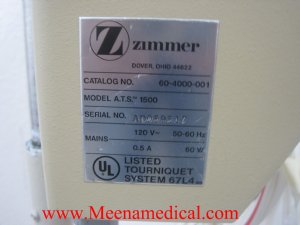 Z zimmer
DOVER, OHIO 44622
CATALOG NO. 60-4000-001
MODEL A.T.S.™ 1500
SERIAL NO.
MAINS 120 V~ 50-60 Hz
0.5 A 60 W
UL LISTED
TOURNIQUET
SYSTEM 67L4
www.Meenamedical.com